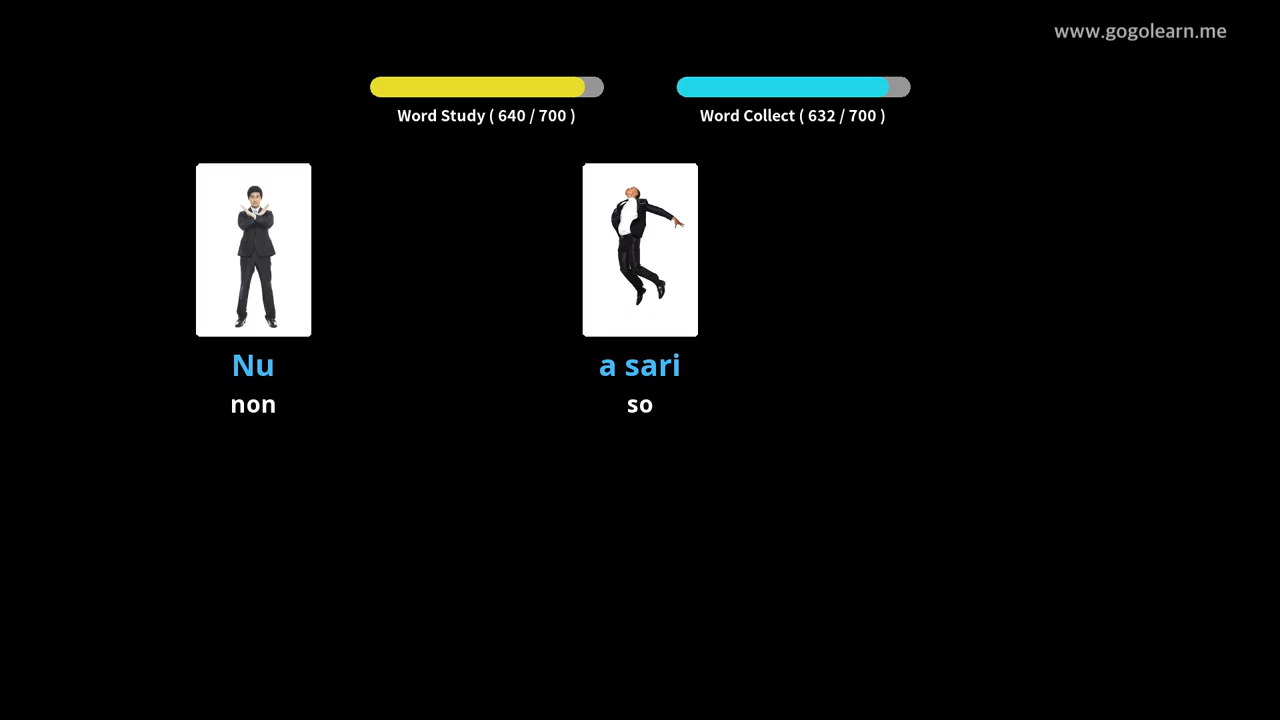 www.gogolearn.me
Word Study ( 640 / 700 )
Word Collect ( 632 / 700 )
Nu
non
a sari
so